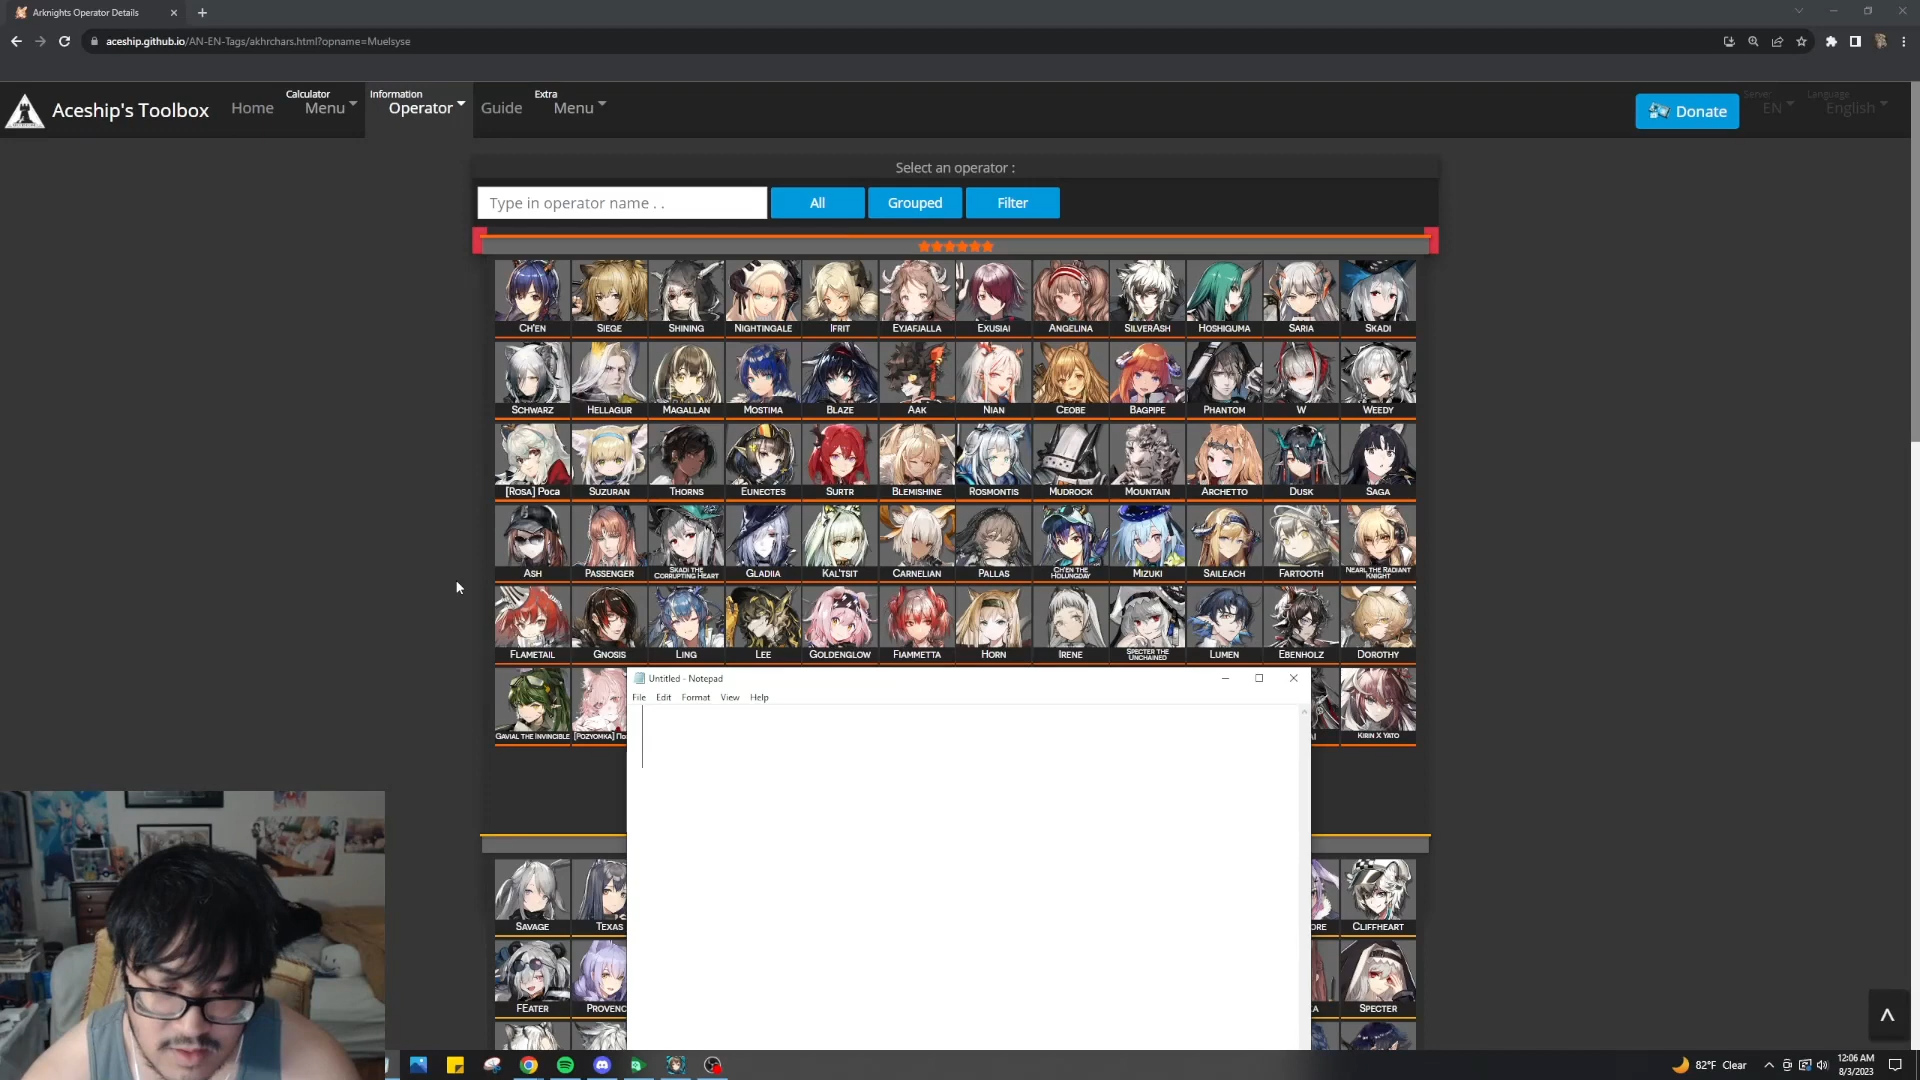 Arknights Operator Details
aceship.github.io/AN-EN-Tags/akhrchars.html?opname=Muelsyse
Aceship's Toolbox
Home
Calculator
Menu
Information
Operator
Guide
Extra
Menu
Donate
Server
EN
Language
English
Select an operator :
Type in operator name . .
All
Grouped
Filter
CH'EN SIEGE SHINING NIGHTINGALE IFRIT EYJAFJALLA EXUSIAI ANGELINA SILVERASH HOSHIGUMA SARIA SKADI
SCHWARZ HELLAGUR MAGALLAN MOSTIMA BLAZE AAK NIAN CEOBE BAGPIPE PHANTOM W WEEDY
[ROSA] РОСА SUZURAN THORNS EUNECTES SURTR BLEMISHINE ROSMONTIS MUDROCK MOUNTAIN ARCHETTO DUSK SAGA
ASH PASSENGER SKADI THE CORRUPTING HEART GLADIIA KAL'TSIT CARNELIAN PALLAS CH'EN THE HOLUNGDAY MIZUKI SAILEACH FARTOOTH NEARL THE RADIANT KNIGHT
FLAMETAIL GNOSIS LING LEE GOLDENGLOW FIAMMETTA HORN IRENE SPECTER THE UNCHAINED LUMEN EBENHOLZ DOROTHY
GAVIAL THE INVINCIBLE [POZYOMKA] По KIRIN X YATO
Untitled - Notepad
File Edit Format View Help
SAVAGE TEXAS ORE CLIFFHEART
FEATER PROVENC A SPECTER
82°F Clear
12:06 AM
8/3/2023